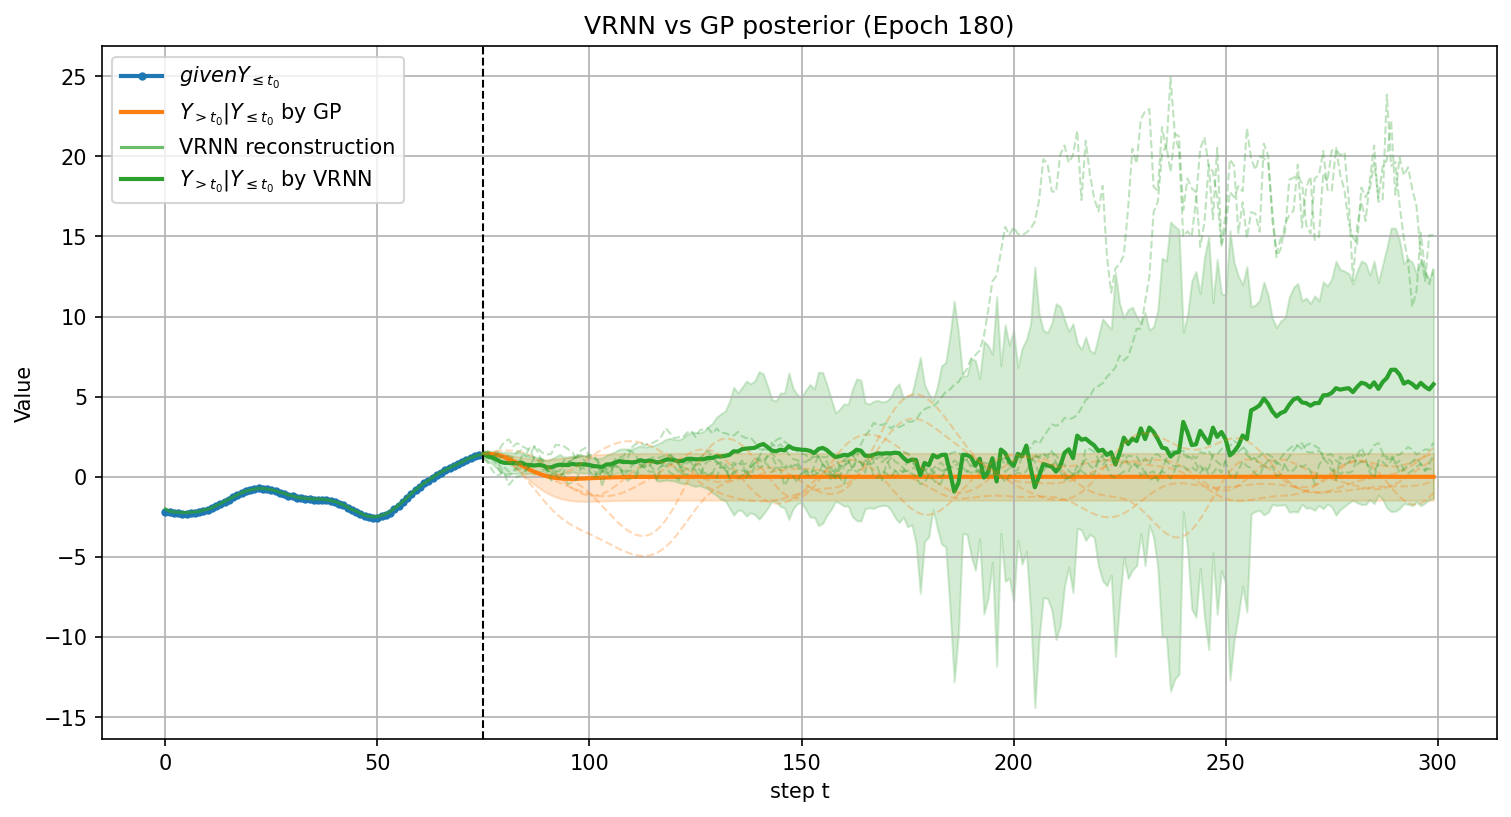 VRNN vs GP posterior (Epoch 180)
givenY≤t₀
Y>t₀|Y≤t₀ by GP
VRNN reconstruction
Y>t₀|Y≤t₀ by VRNN
Value
25
20
15
10
5
0
−5
−10
−15
0 50 100 150 200 250 300
step t